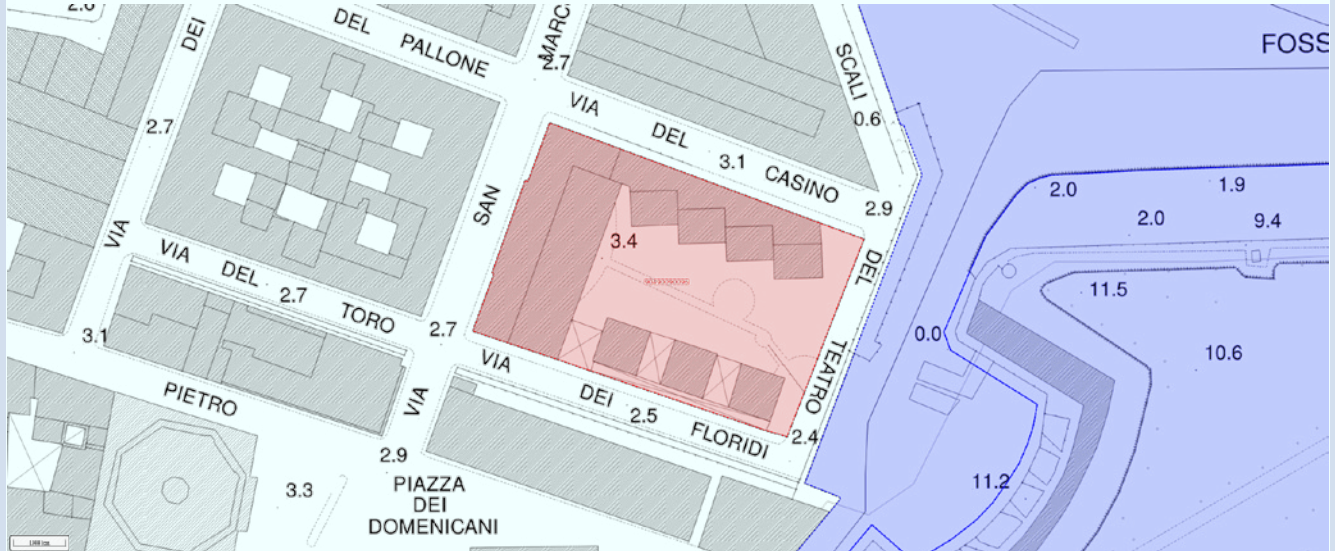 2.6
DEI
DEL PALLONE
MARC
2.7
SCALI
FOSS
VIA DEL CASINO
0.6
2.7
3.1
2.0
1.9
2.0
9.4
SAN
2.9
VIA
3.4
DEL
VIA DEL TORO
2.7
11.5
3.1
2.7
0.0
10.6
VIA DEI FLORIDI
TEATRO
PIETRO
VIA
2.5
2.4
2.9
3.3
PIAZZA
DEI
DOMENICANI
11.2